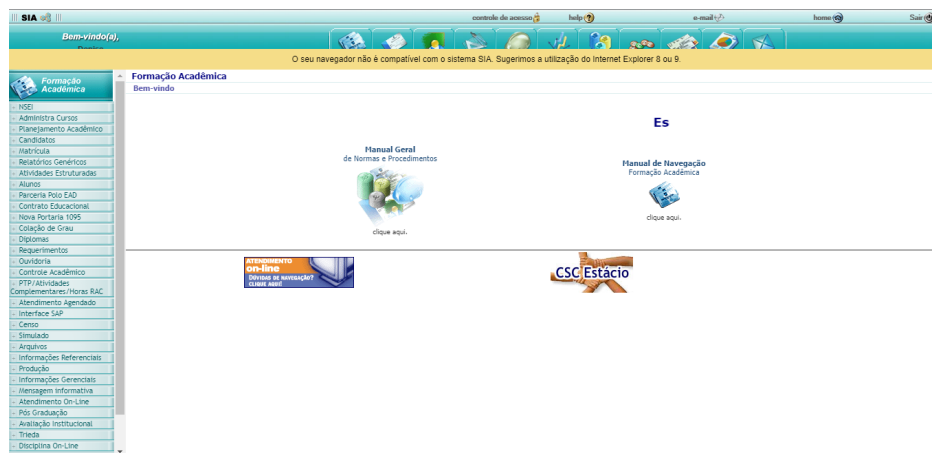 SIA
controle de acesso
help
e-mail
home
Sair
Bem-vindo(a),
O seu navegador não è compatível com o sistema SIA. Sugerimos a utilização do Internet Explorer 8 ou 9.
Formação
Acadêmica
NSEI
Administra Cursos
Planejamento Acadêmico
Candidatos
Matrícula
Relatórios Genéricos
Atividades Estruturadas
Alunos
Parceria Polo EAD
Contrato Educacional
Nova Portaria 1095
Colação de Grau
Diplomas
Requerimentos
Ouvidoria
Controle Acadêmico
PTP/Atividades
Complementares/Horas RAC
Atendimento Agendado
Interface SAP
Censo
Simulado
Arquivos
Informações Referenciais
Produção
Informações Gerenciais
Mensagem Informativa
Atendimento On-Line
Pós Graduação
Avaliação Institucional
Trieda
Disciplina On-Line
Formação Acadêmica
Bem-vindo
Es
Manual Geral
de Normas e Procedimentos
clique aqui.
Manual de Navegação
Formação Acadêmica
clique aqui.
ATENDIMENTO
on-line
DÚVIDAS DE NAVEGAÇÃO?
CLIQUE AQUI!
CSC Estácio